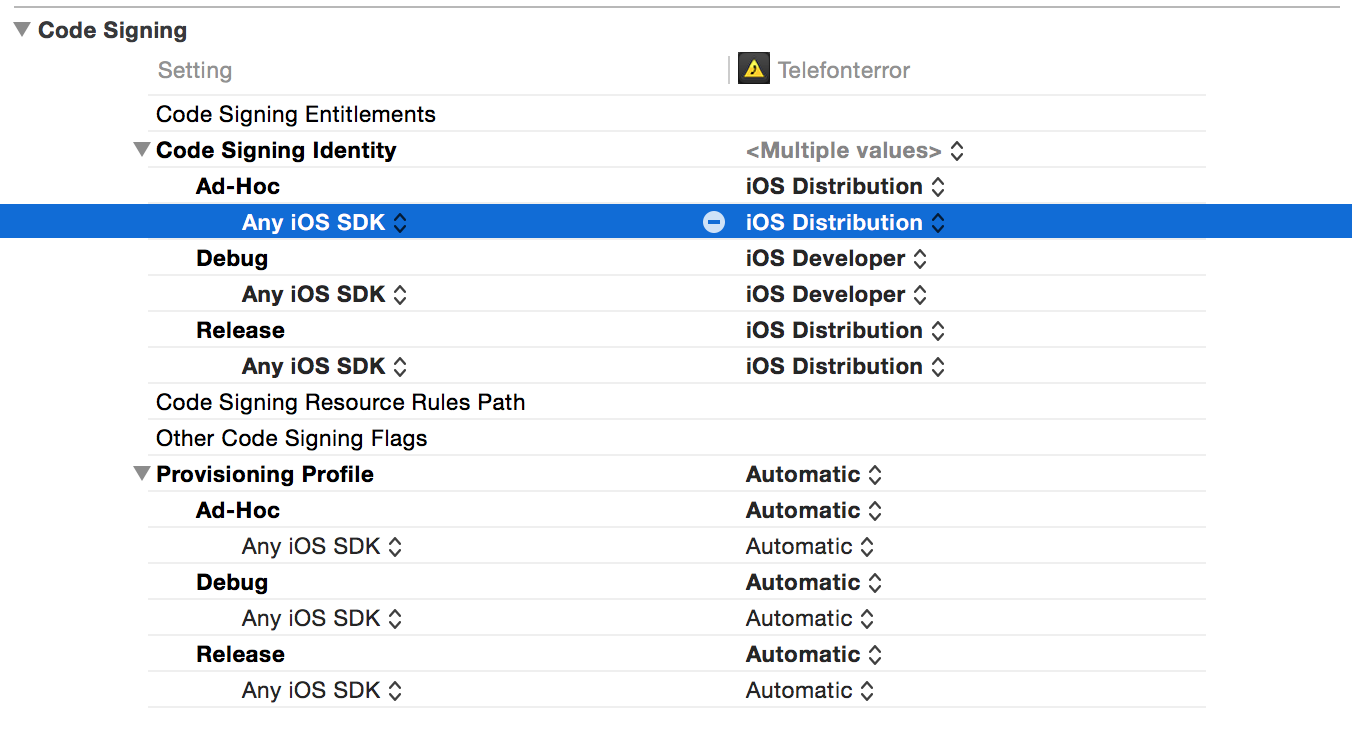 Code Signing
Setting Telefonterror
Code Signing Entitlements
Code Signing Identity <Multiple values>
Ad-Hoc iOS Distribution
Any iOS SDK iOS Distribution
Debug iOS Developer
Any iOS SDK iOS Developer
Release iOS Distribution
Any iOS SDK iOS Distribution
Code Signing Resource Rules Path
Other Code Signing Flags
Provisioning Profile Automatic
Ad-Hoc Automatic
Any iOS SDK Automatic
Debug Automatic
Any iOS SDK Automatic
Release Automatic
Any iOS SDK Automatic